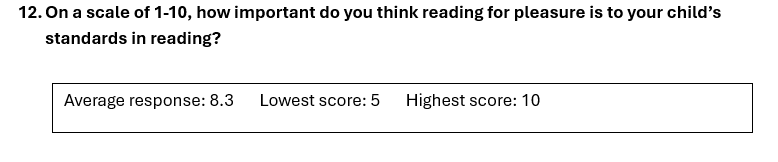 12. On a scale of 1-10, how important do you think reading for pleasure is to your child’s
standards in reading?
Average response: 8.3 Lowest score: 5 Highest score: 10